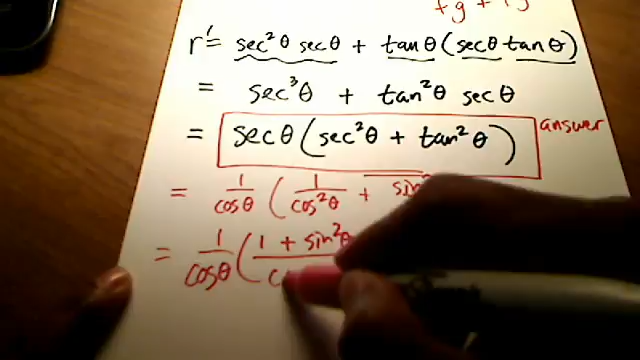 r' = sec²θ secθ + tanθ (secθ tanθ)
= sec³θ + tan²θ secθ
= secθ (sec²θ + tan²θ) answer
= 1/cosθ (1/cos²θ + sin
= 1/cosθ (1 + sin²θ